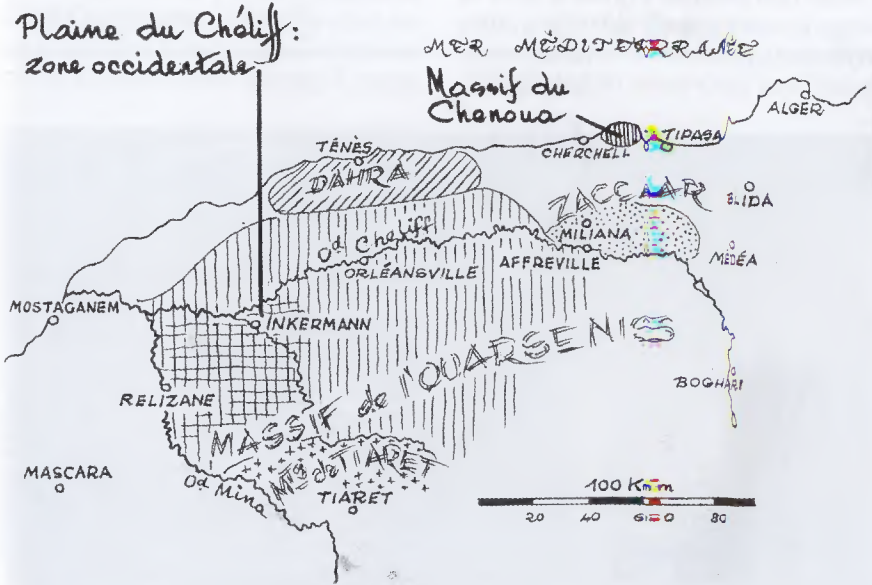 Plaine du Chéliff:
zone occidentale
MER MÉDITERRANÉE
Massif du
Chenoua
ALGER
TIPASA
CHERCHELL
TÉNÈS
DAHRA
ZACCAR
BLIDA
MILIANA
Od Chéliff
ORLÉANSVILLE
AFFREVILLE
MÉDÉA
MOSTAGANEM
INKERMANN
MASSIF de l'OUARSENIS
BOGHARI
RELIZANE
MASCARA
Od Mina
Mts de TIARET
TIARET
100 Km
20 40 60 80